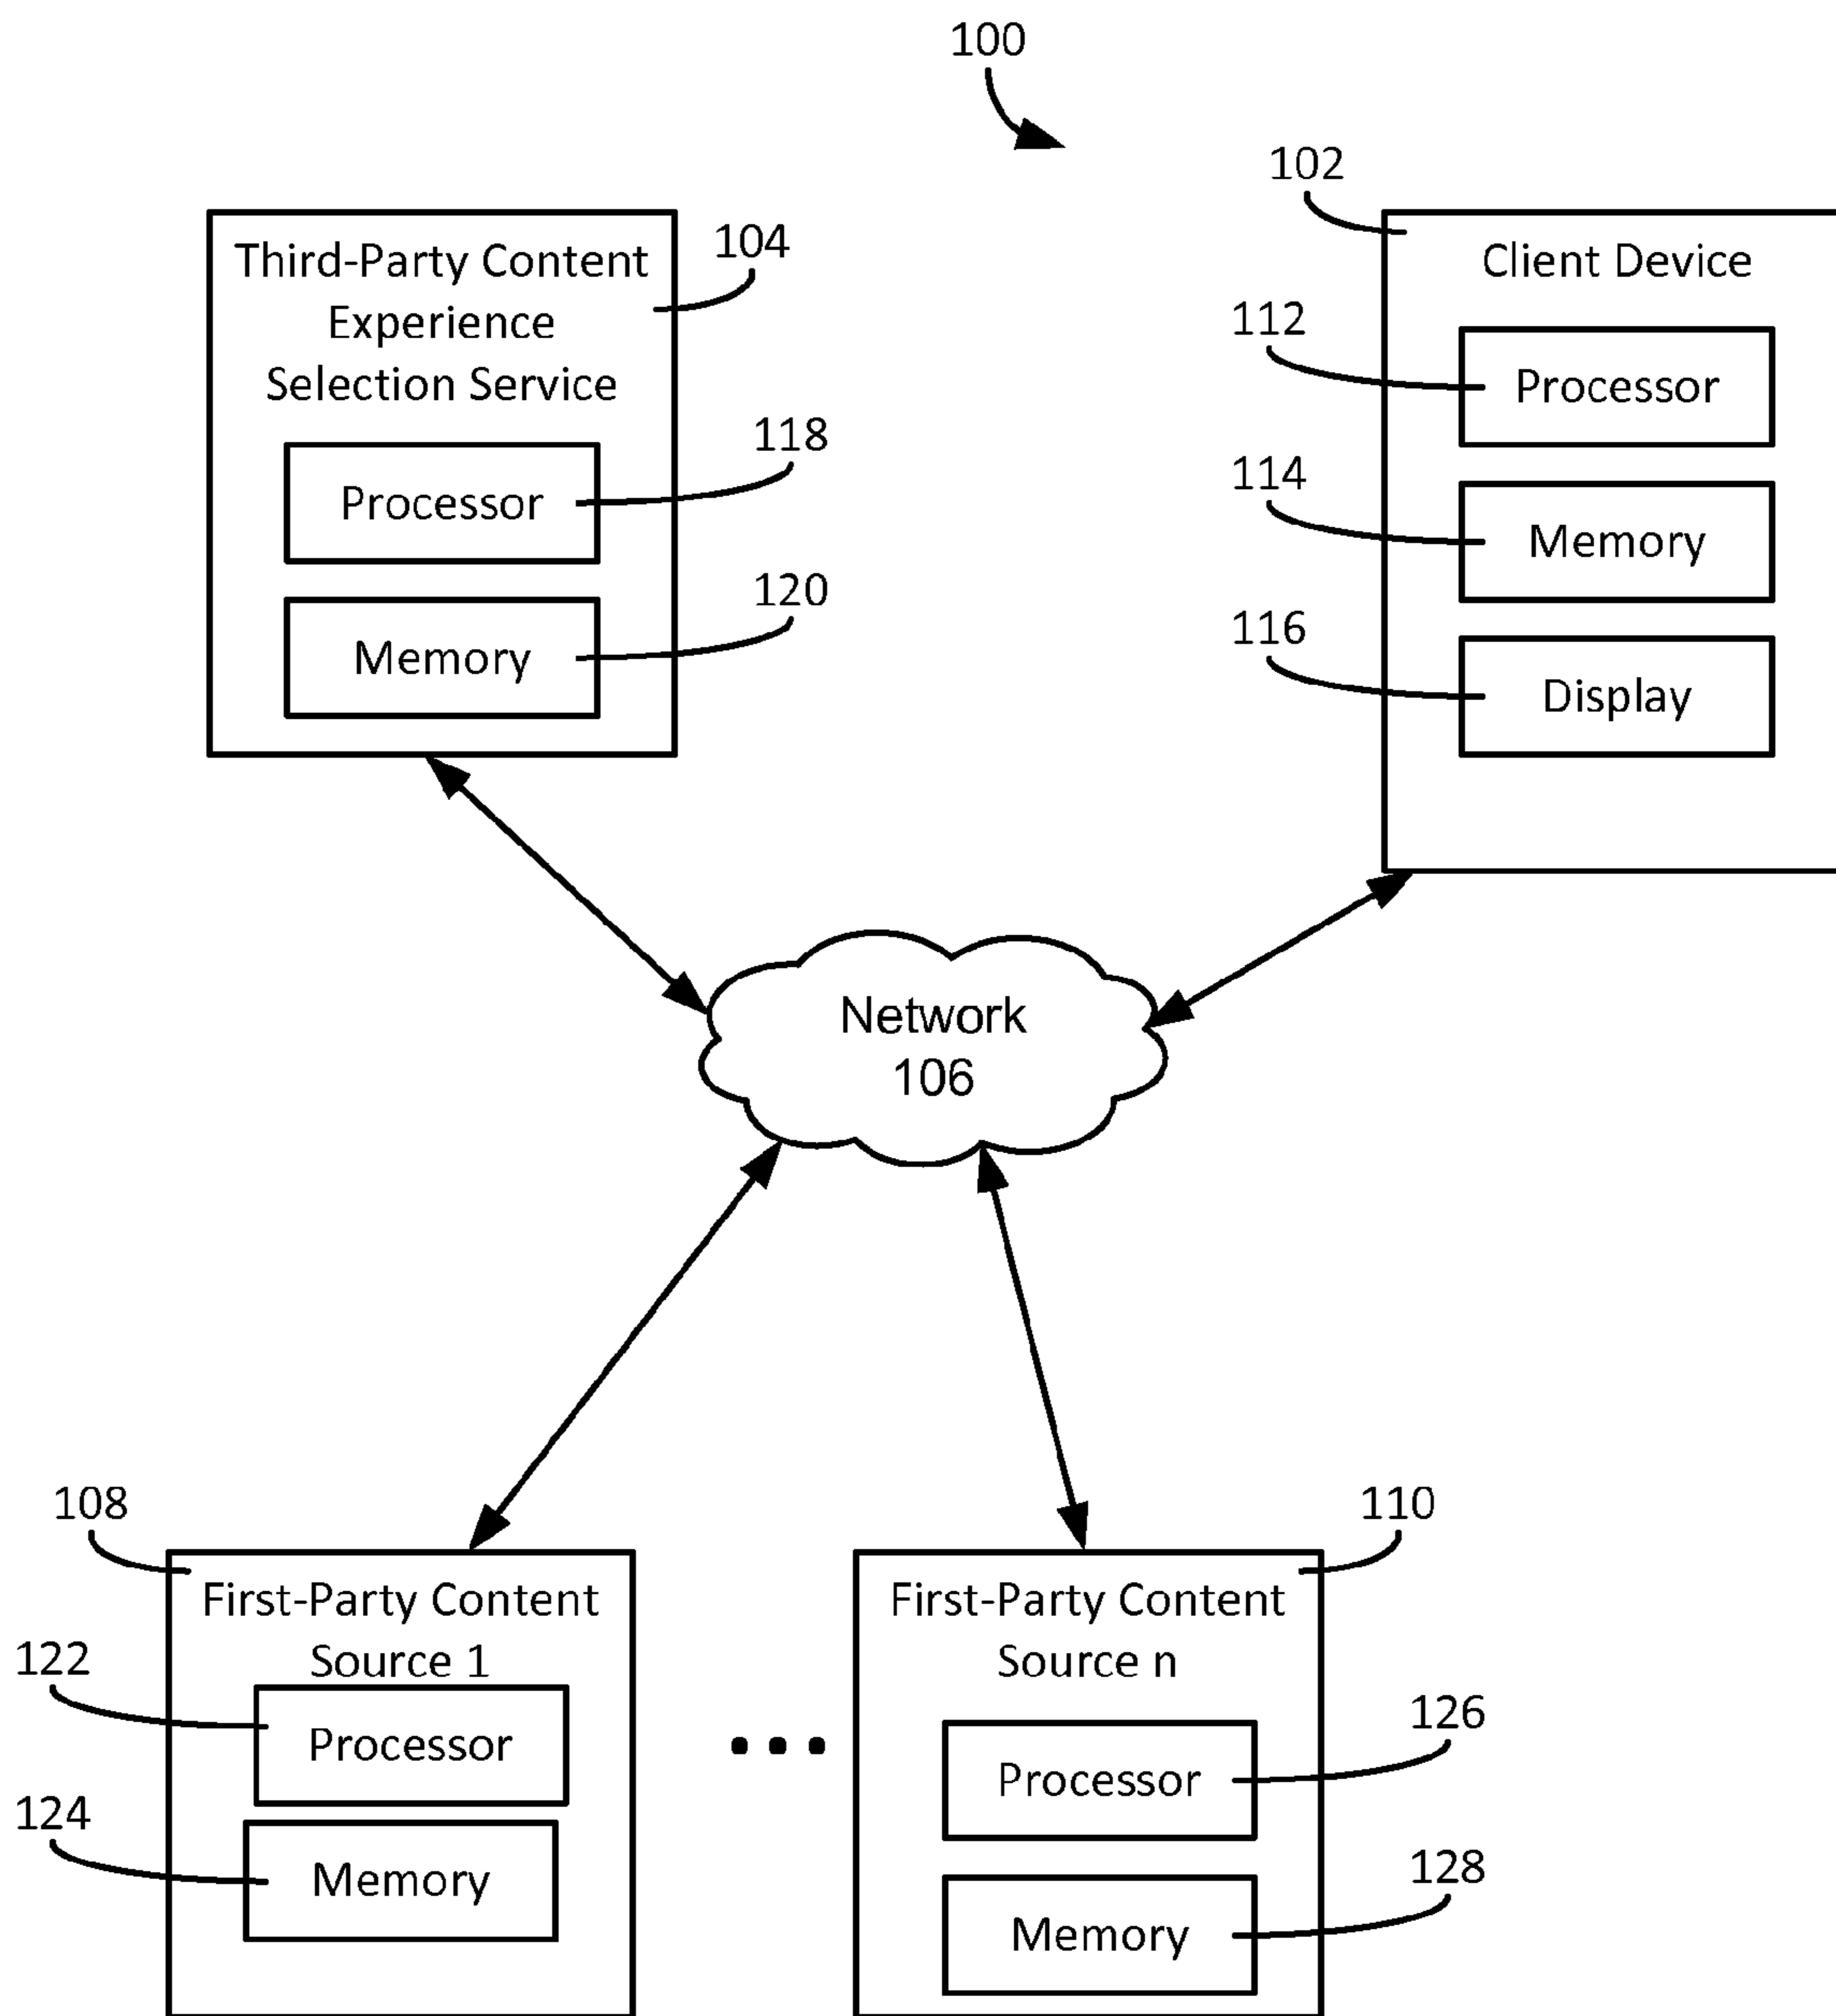 100
102
104
Third-Party Content
Experience
Selection Service
118
Processor
120
Memory
Client Device
112
Processor
114
Memory
116
Display
Network
106
108
First-Party Content
Source 1
122
Processor
124
Memory
110
First-Party Content
Source n
126
Processor
128
Memory